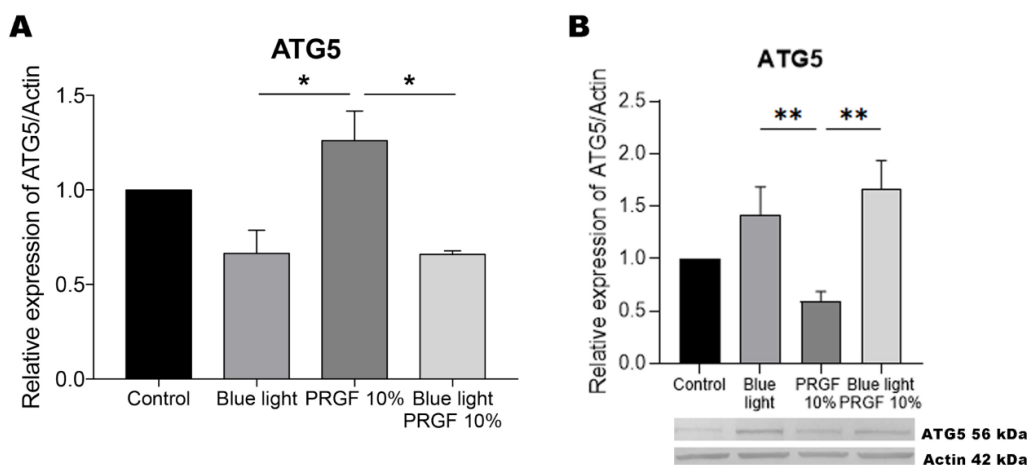 A
ATG5
*
*
Relative expression of ATG5/Actin
1.5
1.0
0.5
0.0
Control
Blue light
PRGF 10%
Blue light
PRGF 10%
B
ATG5
**
**
Relative expression of ATG5/Actin
2.5
2.0
1.5
1.0
0.5
0.0
Control
Blue
light
PRGF
10%
Blue light
PRGF 10%
ATG5 56 kDa
Actin 42 kDa